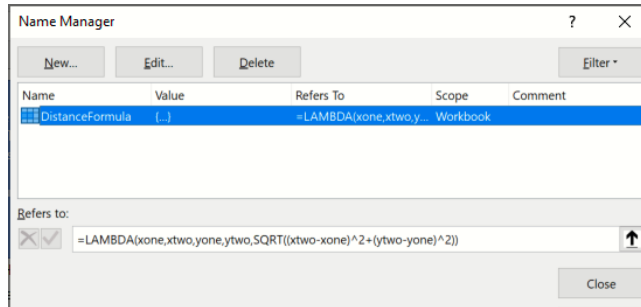 Name Manager ? ×
New... Edit... Delete Filter
Name Value Refers To Scope Comment
DistanceFormula {...} =LAMBDA(xone,xtwo,y... Workbook
Refers to:
=LAMBDA(xone,xtwo,yone,ytwo,SQRT((xtwo-xone)^2+(ytwo-yone)^2))
Close